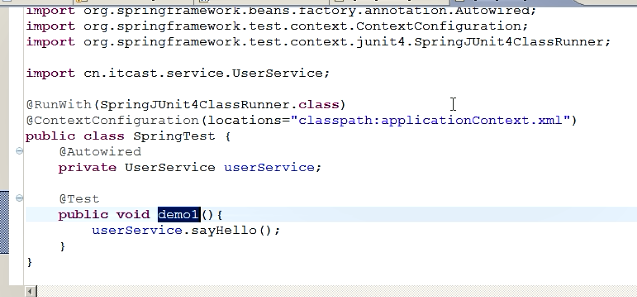 import org.springframework.beans.factory.annotation.Autowired;
import org.springframework.test.context.ContextConfiguration;
import org.springframework.test.context.junit4.SpringJUnit4ClassRunner;
import cn.itcast.service.UserService;
@RunWith(SpringJUnit4ClassRunner.class)
@ContextConfiguration(locations="classpath:applicationContext.xml")
public class SpringTest {
@Autowired
private UserService userService;
@Test
public void demo1(){
userService.sayHello();
}
}